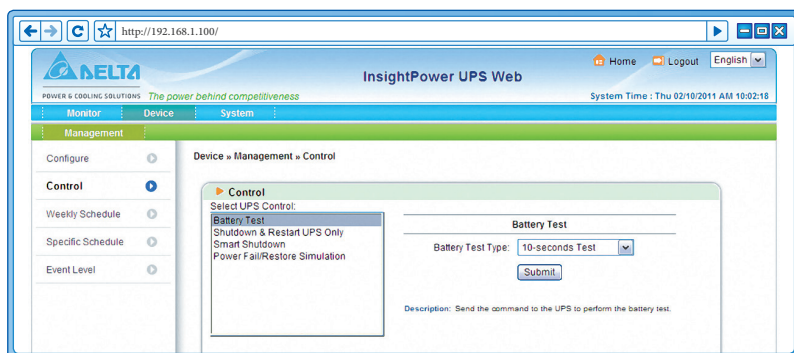 http://192.168.1.100/
Home Logout English
DELTA
InsightPower UPS Web
POWER & COOLING SOLUTIONS The power behind competitiveness
System Time : Thu 02/10/2011 AM 10:02:18
Monitor Device System
Management
Configure
Control
Weekly Schedule
Specific Schedule
Event Level
Device » Management » Control
Control
Select UPS Control:
Battery Test
Shutdown & Restart UPS Only
Smart Shutdown
Power Fail/Restore Simulation
Battery Test
Battery Test Type: 10-seconds Test
Submit
Description: Send the command to the UPS to perform the battery test.